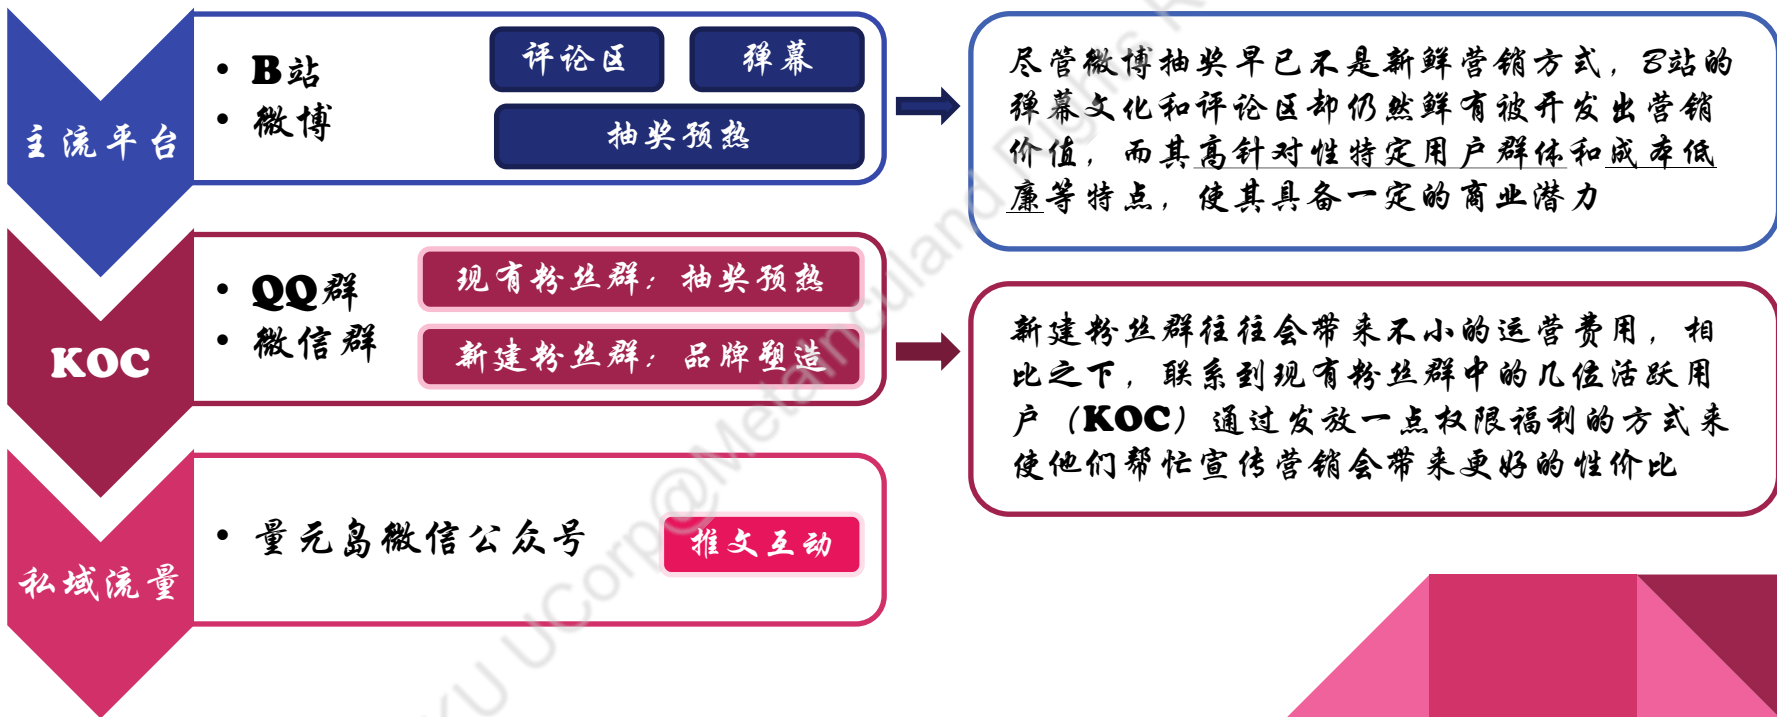 主流平台
• B站
• 微博
评论区
弹幕
抽奖预热
尽管微博抽奖早已不是新鲜营销方式，B站的
弹幕文化和评论区却仍然鲜有被开发出营销
价值，而其高针对性特定用户群体和成本低
廉等特点，使其具备一定的商业潜力
KOC
• QQ群
• 微信群
现有粉丝群：抽奖预热
新建粉丝群：品牌塑造
新建粉丝群往往会带来不小的运营费用，相
比之下，联系到现有粉丝群中的几位活跃用
户（KOC）通过发放一点权限福利的方式来
使他们帮忙宣传营销会带来更好的性价比
私域流量
• 量元岛微信公众号
推文互动
UCorp@MetaInculand Rights